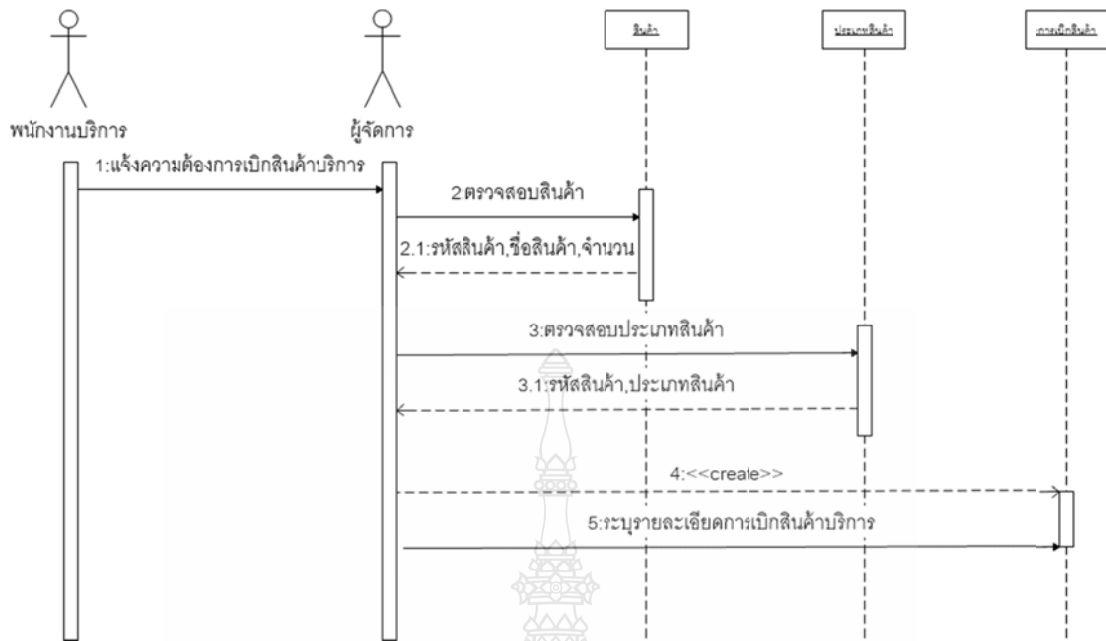 สินค้า
ประเภทสินค้า
:การเบิกสินค้า
พนักงานบริการ
ผู้จัดการ
1:แจ้งความต้องการเบิกสินค้าบริการ
2:ตรวจสอบสินค้า
2.1:รหัสสินค้า,ชื่อสินค้า,จำนวน
3:ตรวจสอบประเภทสินค้า
3.1:รหัสสินค้า,ประเภทสินค้า
4:<<create>>
5:ระบุรายละเอียดการเบิกสินค้าบริการ